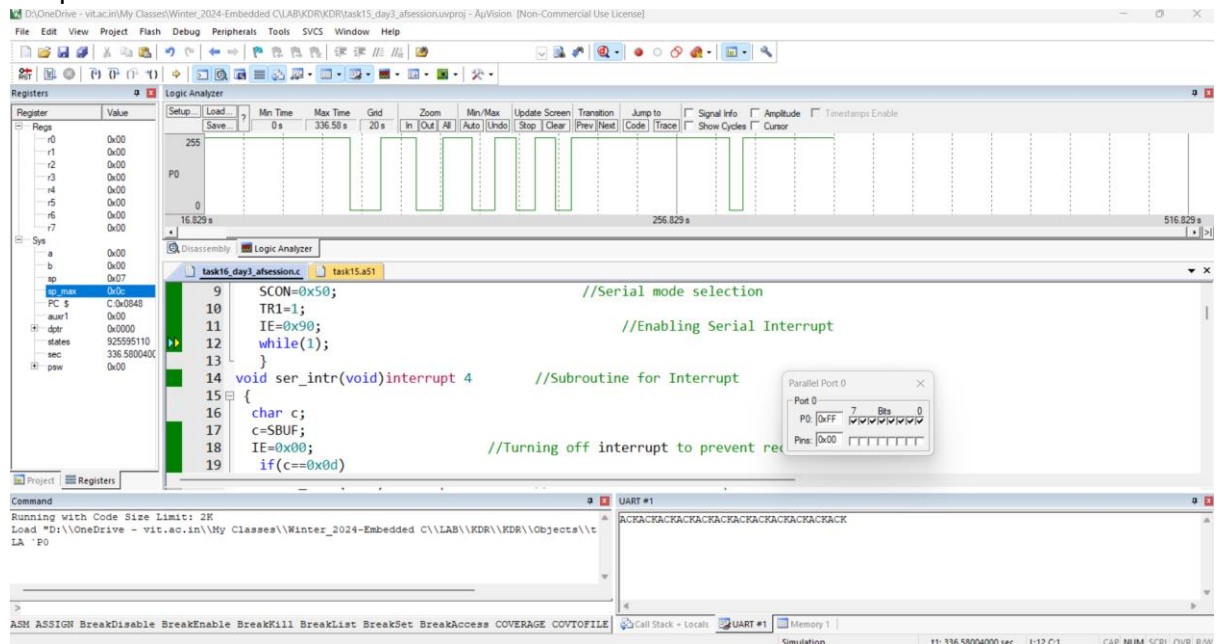 D:\OneDrive - vit.ac.in\My Classes\Winter_2024-Embedded C\LAB\KDR\KDR\task15_day3_afsession.uvproj - µVision [Non-Commercial Use License]
File Edit View Project Flash Debug Peripherals Tools SVCS Window Help
Registers
Register Value
Regs
r0 0x00
r1 0x00
r2 0x00
r3 0x00
r4 0x00
r5 0x00
r6 0x00
r7 0x00
Sys
a 0x00
b 0x00
sp 0x07
sp_max 0x0c
PC $ C:0x0848
auxr1 0x00
dptr 0x0000
states 925595110
sec 336.5800400
psw 0x00
Project Registers
Logic Analyzer
Setup... Load... ? Min Time Max Time Grid Zoom Min/Max Update Screen Transition Jump to Signal Info Amplitude Timestamps Enable
Save... 0 s 336.58 s 20 s In Out All Auto Undo Stop Clear Prev Next Code Trace Show Cycles Cursor
255
P0
0
16.829 s 256.829 s 516.829 s
Disassembly Logic Analyzer
task16_day3_afsession.c task15.a51
9 SCON=0x50; //Serial mode selection
10 TR1=1;
11 IE=0x90; //Enabling Serial Interrupt
12 while(1);
13 }
14 void ser_intr(void)interrupt 4 //Subroutine for Interrupt
15 {
16 char c;
17 c=SBUF;
18 IE=0x00; //Turning off interrupt to prevent
19 if(c==0x0d)
Parallel Port 0
Port 0
7 Bits 0
P0: 0xFF
Pins: 0x00
Command
Running with Code Size Limit: 2K
Load "D:\\OneDrive - vit.ac.in\\My Classes\\Winter_2024-Embedded C\\LAB\\KDR\\KDR\\Objects\\t
LA `P0
>
ASM ASSIGN BreakDisable BreakEnable BreakKill BreakList BreakSet BreakAccess COVERAGE COVTOFILE
UART #1
ACKACKACKACKACKACKACKACKACKACKACKACK
Call Stack + Locals UART #1 Memory 1
Simulation t1: 336.58004000 sec L:12 C:1 CAP NUM SCRL OVR R/W